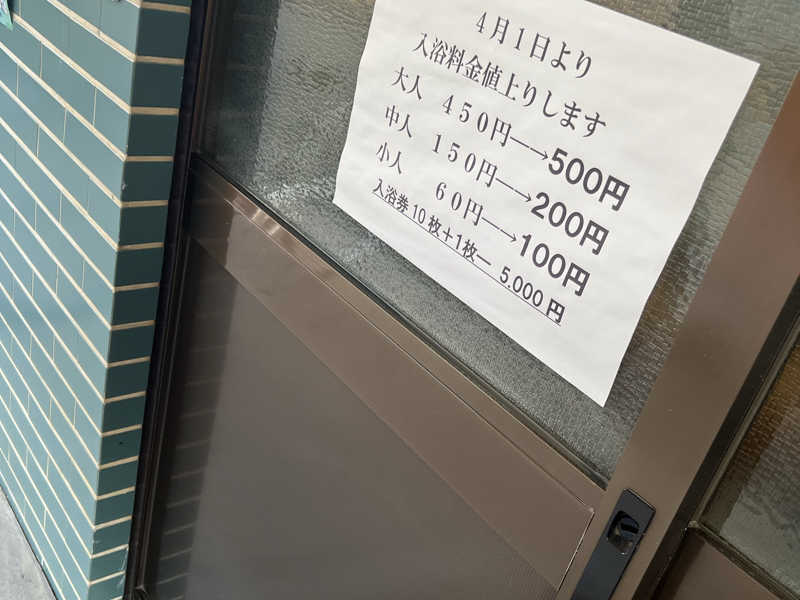 4月1日より
入浴料金値上りします
大人 450円―→500円
中人 150円―→200円
小人 60円―→100円
入浴券10枚＋1枚― 5.000円